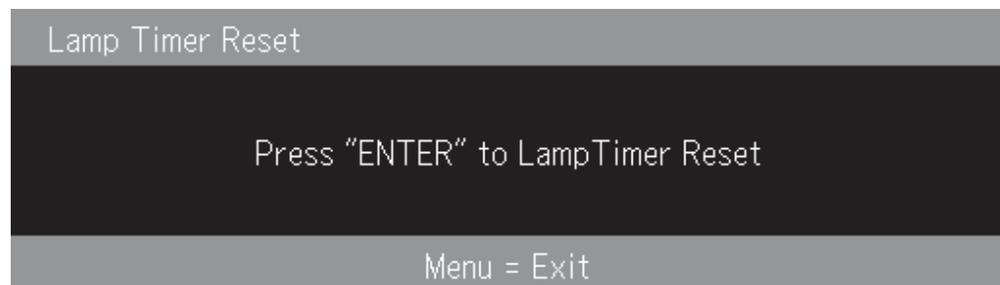 Lamp Timer Reset
Press "ENTER" to LampTimer Reset
Menu = Exit